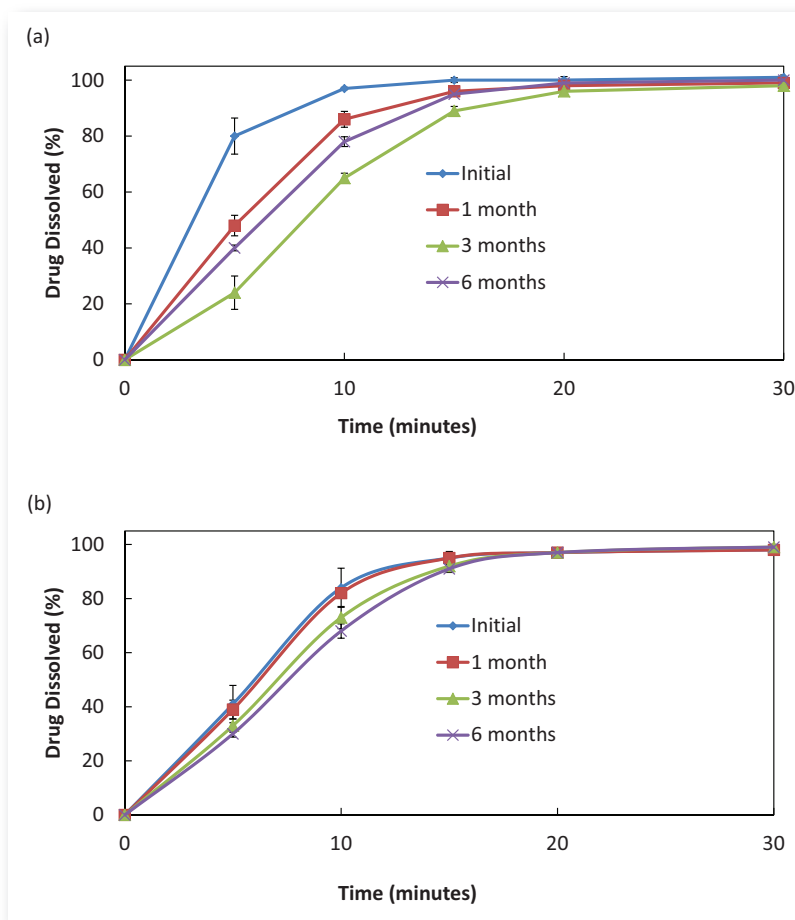 (a)
100
80
60
40
20
0
Drug Dissolved (%)
Initial
1 month
3 months
6 months
0 10 20 30
Time (minutes)
(b)
100
80
60
40
20
0
Drug Dissolved (%)
Initial
1 month
3 months
6 months
0 10 20 30
Time (minutes)